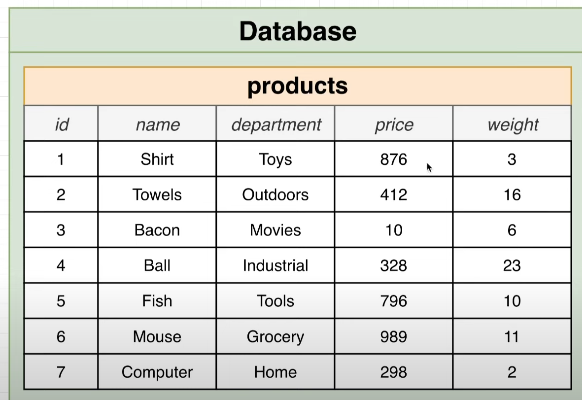 Database
products
id name department price weight
1 Shirt Toys 876 3
2 Towels Outdoors 412 16
3 Bacon Movies 10 6
4 Ball Industrial 328 23
5 Fish Tools 796 10
6 Mouse Grocery 989 11
7 Computer Home 298 2